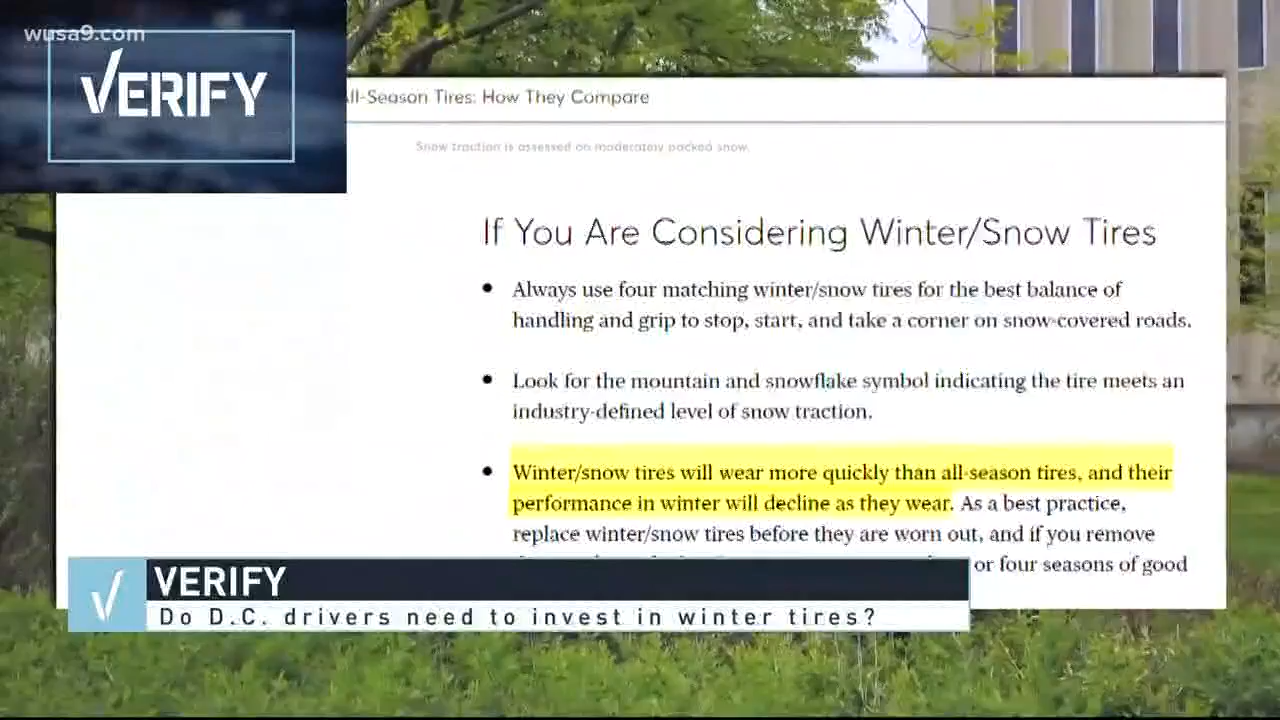 wusa9.com
VERIFY
All-Season Tires: How They Compare
Snow traction is assessed on moderately packed snow.
If You Are Considering Winter/Snow Tires
• Always use four matching winter/snow tires for the best balance of
handling and grip to stop, start, and take a corner on snow-covered roads.
• Look for the mountain and snowflake symbol indicating the tire meets an
industry-defined level of snow traction.
• Winter/snow tires will wear more quickly than all-season tires, and their
performance in winter will decline as they wear. As a best practice,
replace winter/snow tires before they are worn out, and if you remove
or four seasons of good
VERIFY
Do D.C. drivers need to invest in winter tires?